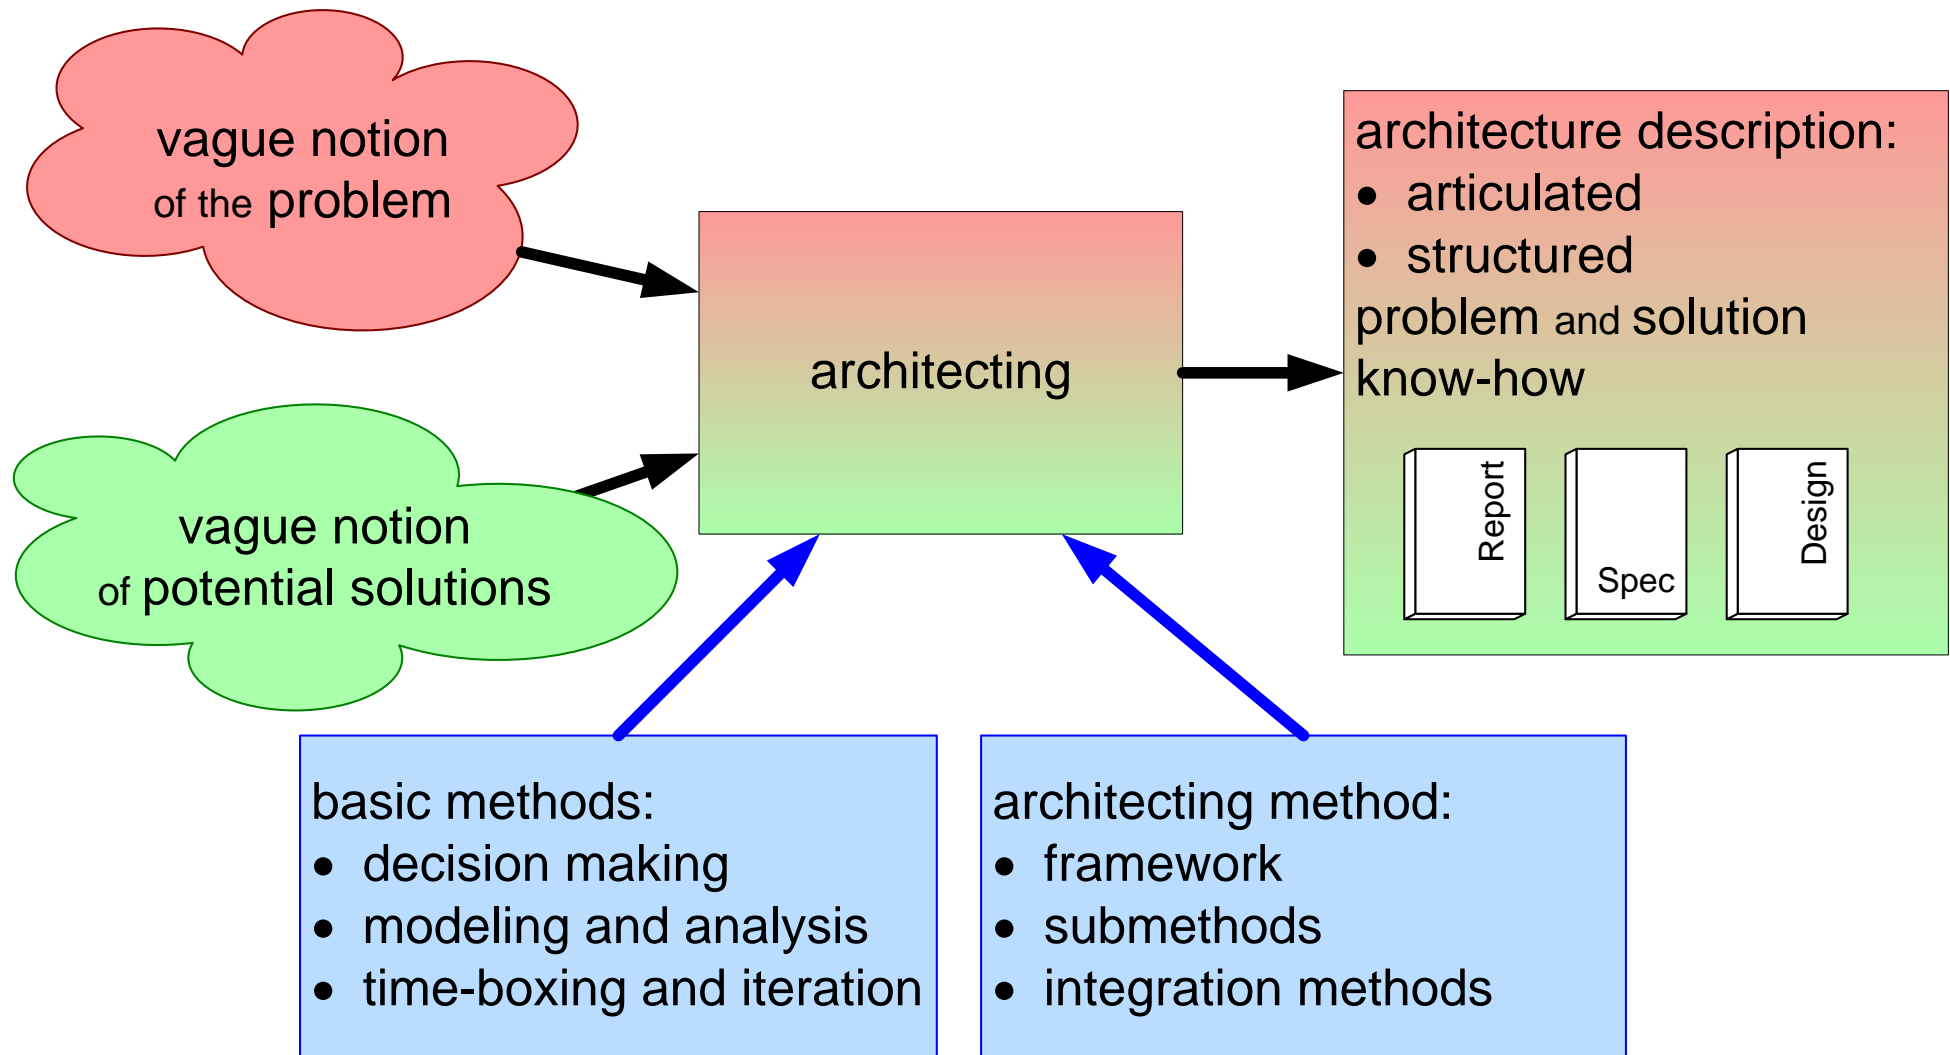 vague notion
of the problem
architecting
vague notion
of potential solutions
architecture description:
• articulated
• structured
problem and solution
know-how
Report
Spec
Design
basic methods:
• decision making
• modeling and analysis
• time-boxing and iteration
architecting method:
• framework
• submethods
• integration methods